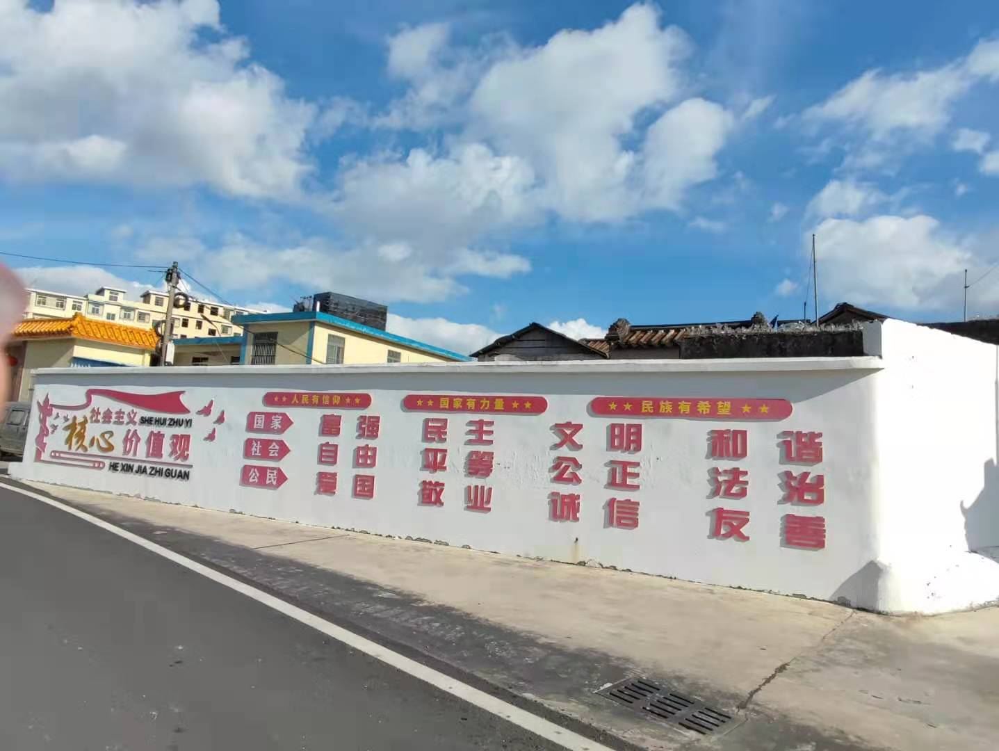 社会主义
SHE HUI ZHU YI
核心价值观
HE XIN JIA ZHI GUAN
★★人民有信仰★★
★★国家有力量★★
★★民族有希望★★
国家 富强 民主 文明 和谐
社会 自由 平等 公正 法治
公民 爱国 敬业 诚信 友善